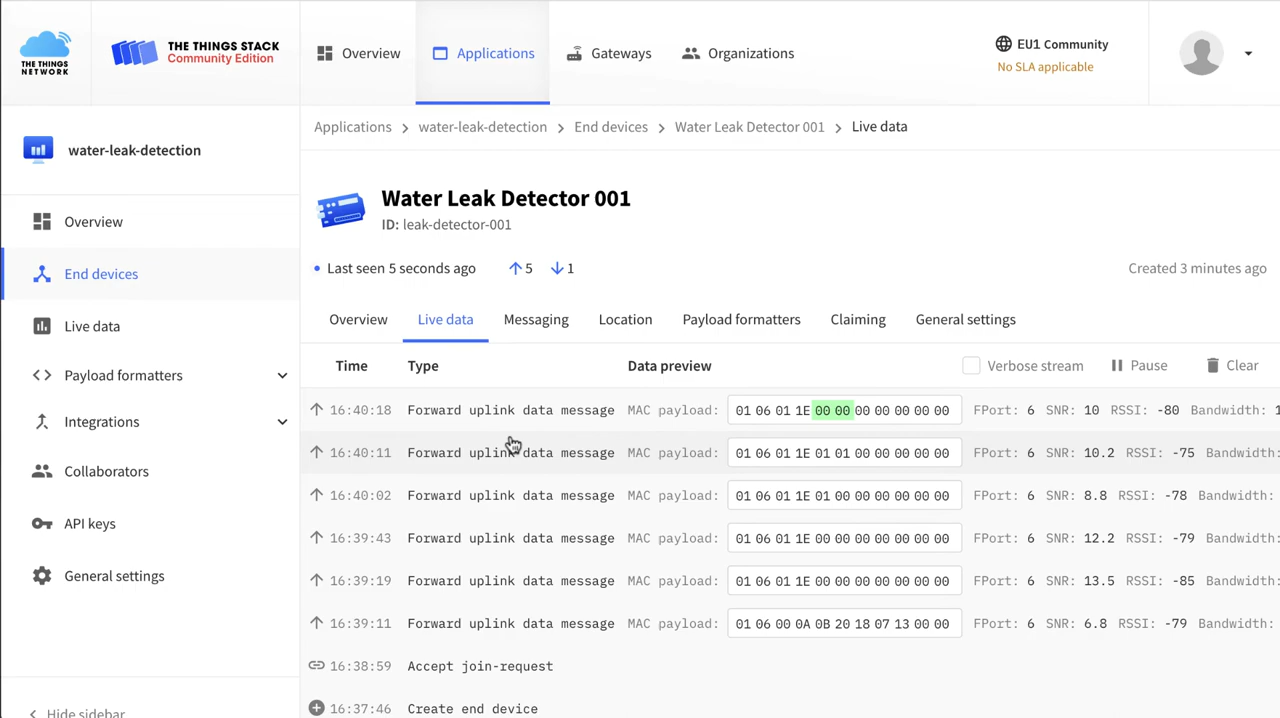 THE THINGS
NETWORK
THE THINGS STACK
Community Edition
Overview
Applications
Gateways
Organizations
EU1 Community
No SLA applicable
water-leak-detection
Overview
End devices
Live data
Payload formatters
Integrations
Collaborators
API keys
General settings
Hide sidebar
Applications > water-leak-detection > End devices > Water Leak Detector 001 > Live data
Water Leak Detector 001
ID: leak-detector-001
Last seen 5 seconds ago ↑5 ↓1 Created 3 minutes ago
Overview Live data Messaging Location Payload formatters Claiming General settings
Time Type Data preview Verbose stream Pause Clear
↑ 16:40:18 Forward uplink data message MAC payload: 01 06 01 1E 00 00 00 00 00 00 00 FPort: 6 SNR: 10 RSSI: -80 Bandwidth: 1
↑ 16:40:11 Forward uplink data message MAC payload: 01 06 01 1E 01 01 00 00 00 00 00 FPort: 6 SNR: 10.2 RSSI: -75 Bandwidth:
↑ 16:40:02 Forward uplink data message MAC payload: 01 06 01 1E 01 00 00 00 00 00 00 FPort: 6 SNR: 8.8 RSSI: -78 Bandwidth:
↑ 16:39:43 Forward uplink data message MAC payload: 01 06 01 1E 00 00 00 00 00 00 00 FPort: 6 SNR: 12.2 RSSI: -79 Bandwidth:
↑ 16:39:19 Forward uplink data message MAC payload: 01 06 01 1E 00 00 00 00 00 00 00 FPort: 6 SNR: 13.5 RSSI: -85 Bandwidth:
↑ 16:39:11 Forward uplink data message MAC payload: 01 06 00 0A 0B 20 18 07 13 00 00 FPort: 6 SNR: 6.8 RSSI: -79 Bandwidth:
16:38:59 Accept join-request
16:37:46 Create end device